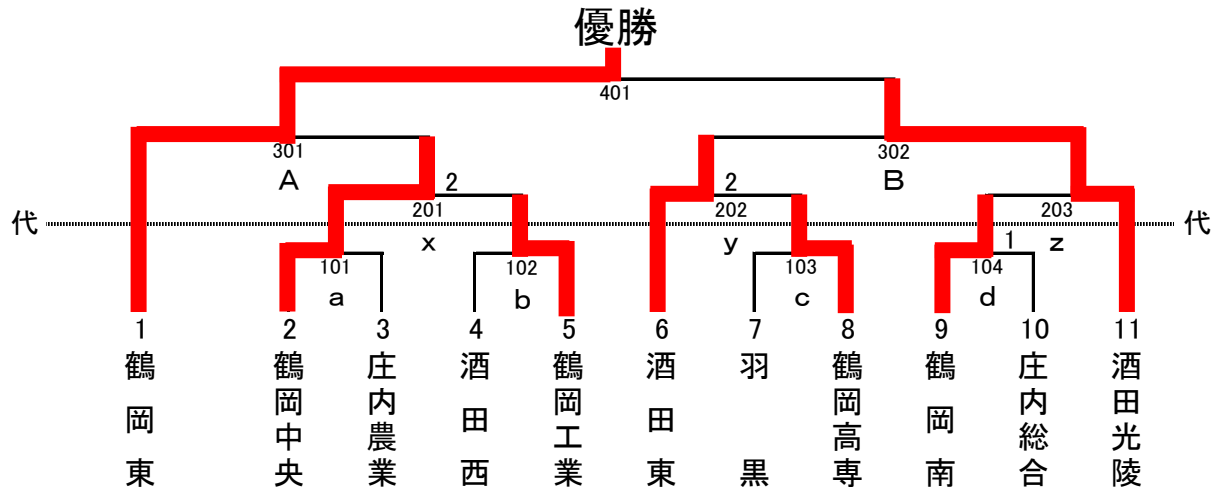 優勝
401
301
302
A
B
2
2
201
202
203
代
代
x
y
1
z
101
102
103
104
a
b
c
d
1
2
3
4
5
6
7
8
9
10
11
鶴岡東
鶴岡中央
庄内農業
酒田西
鶴岡工業
酒田東
羽黒
鶴岡高専
鶴岡南
庄内総合
酒田光陵